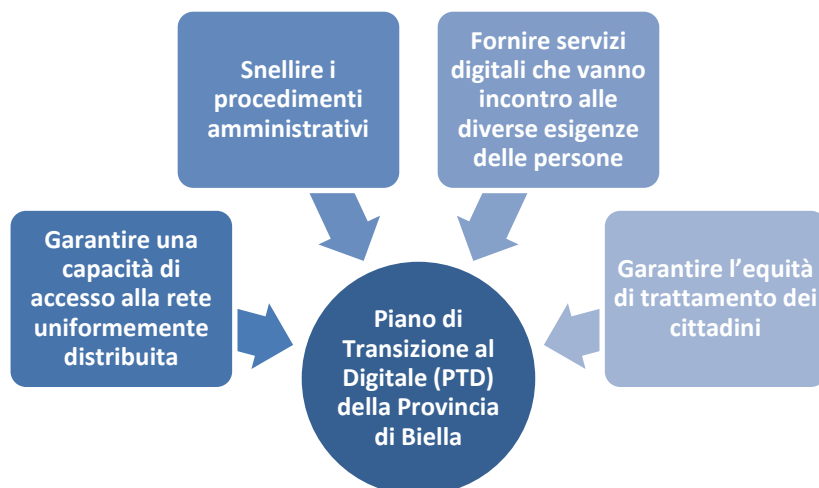 Snellire i
procedimenti
amministrativi
Fornire servizi
digitali che vanno
incontro alle
diverse esigenze
delle persone
Garantire una
capacità di
accesso alla rete
uniformemente
distribuita
Garantire l’equità
di trattamento dei
cittadini
Piano di
Transizione al
Digitale (PTD)
della Provincia
di Biella